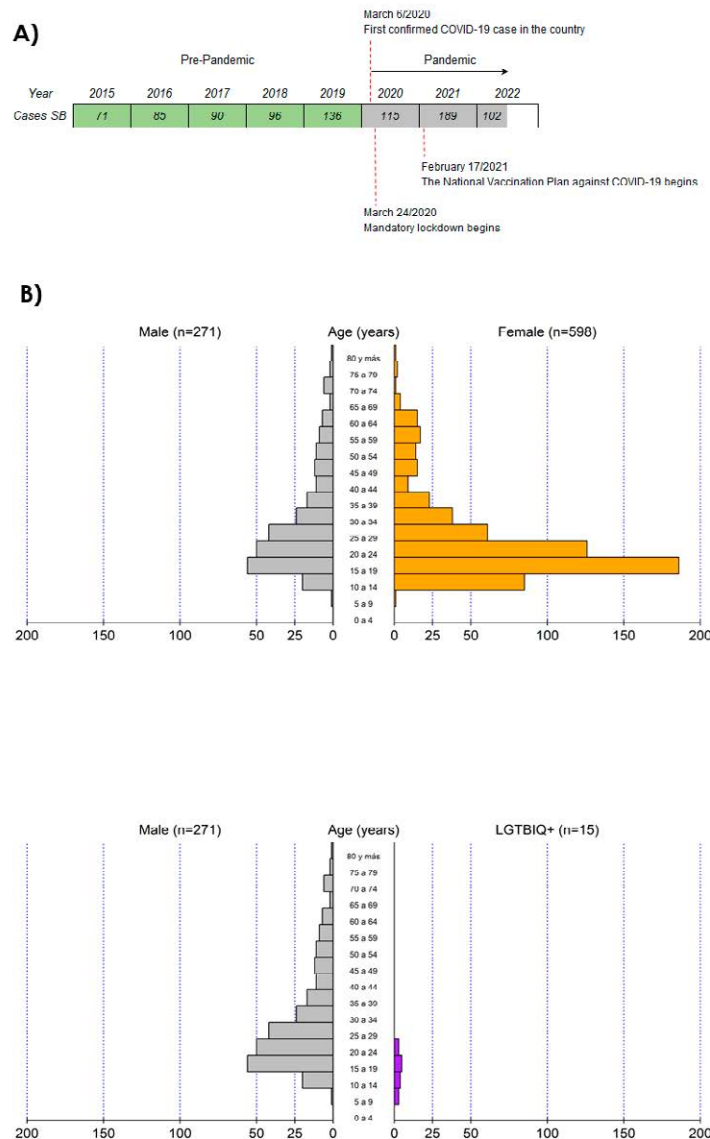 A)
March 6/2020
First confirmed COVID-19 case in the country
Pre-Pandemic
Pandemic
Year 2015 2016 2017 2018 2019 2020 2021 2022
Cases SB 71 85 90 96 136 115 189 102
February 17/2021
The National Vaccination Plan against COVID-19 begins
March 24/2020
Mandatory lockdown begins
B)
Male (n=271) Age (years) Female (n=598)
80 y más
75 a 79
70 a 74
65 a 69
60 a 64
55 a 59
50 a 54
45 a 49
40 a 44
35 a 39
30 a 34
25 a 29
20 a 24
15 a 19
10 a 14
5 a 9
0 a 4
200 150 100 50 25 0 0 25 50 100 150 200
Male (n=271) Age (years) LGTBIQ+ (n=15)
80 y más
75 a 79
70 a 74
65 a 69
60 a 64
55 a 59
50 a 54
45 a 49
40 a 44
35 a 39
30 a 34
25 a 29
20 a 24
15 a 19
10 a 14
5 a 9
0 a 4
200 150 100 50 25 0 0 25 50 100 150 200